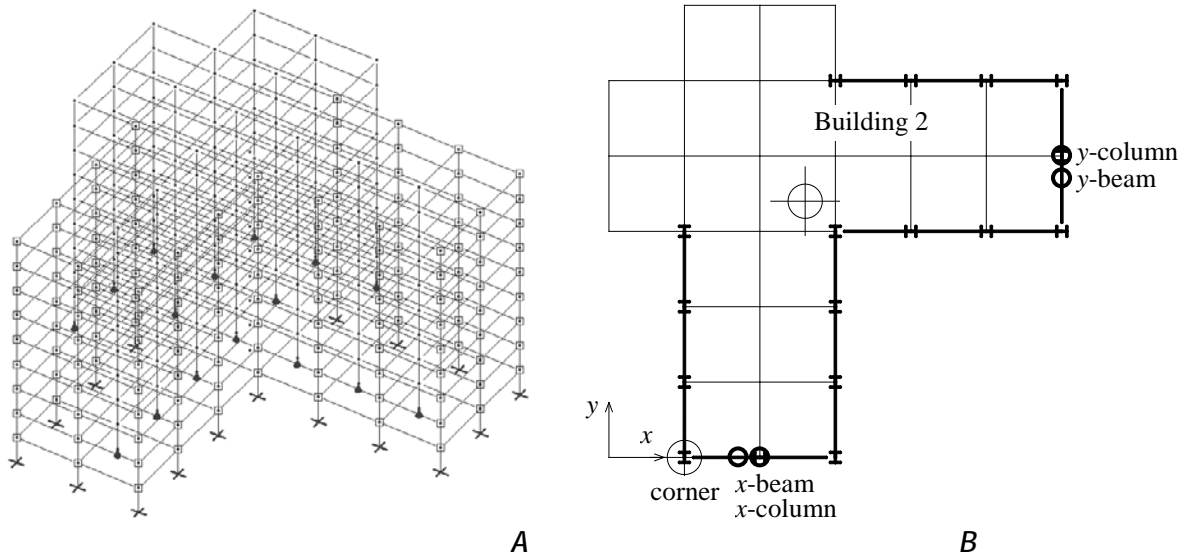 Building 2
y-column
y-beam
y
x
corner
x-beam
x-column
A
B